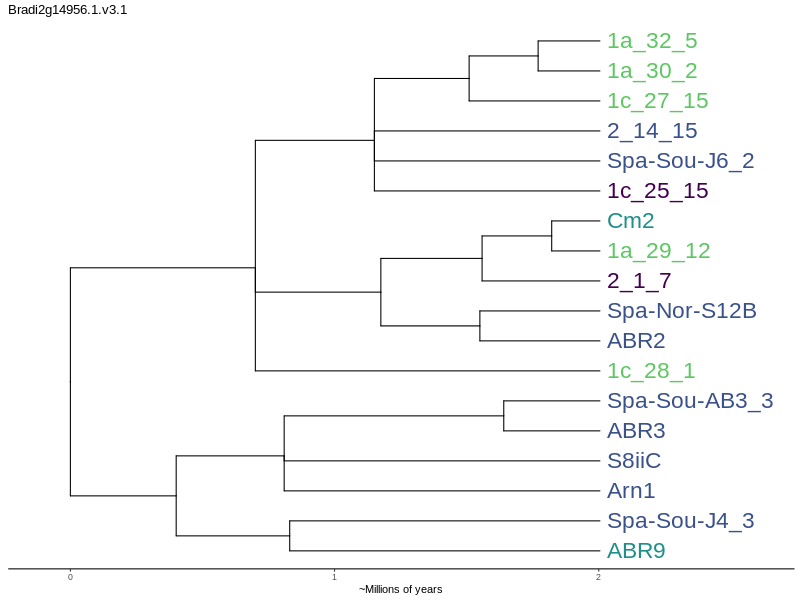 Bradi2g14956.1.v3.1
1a_32_5
1a_30_2
1c_27_15
2_14_15
Spa-Sou-J6_2
1c_25_15
Cm2
1a_29_12
2_1_7
Spa-Nor-S12B
ABR2
1c_28_1
Spa-Sou-AB3_3
ABR3
S8iiC
Arn1
Spa-Sou-J4_3
ABR9
0 1 2
~Millions of years